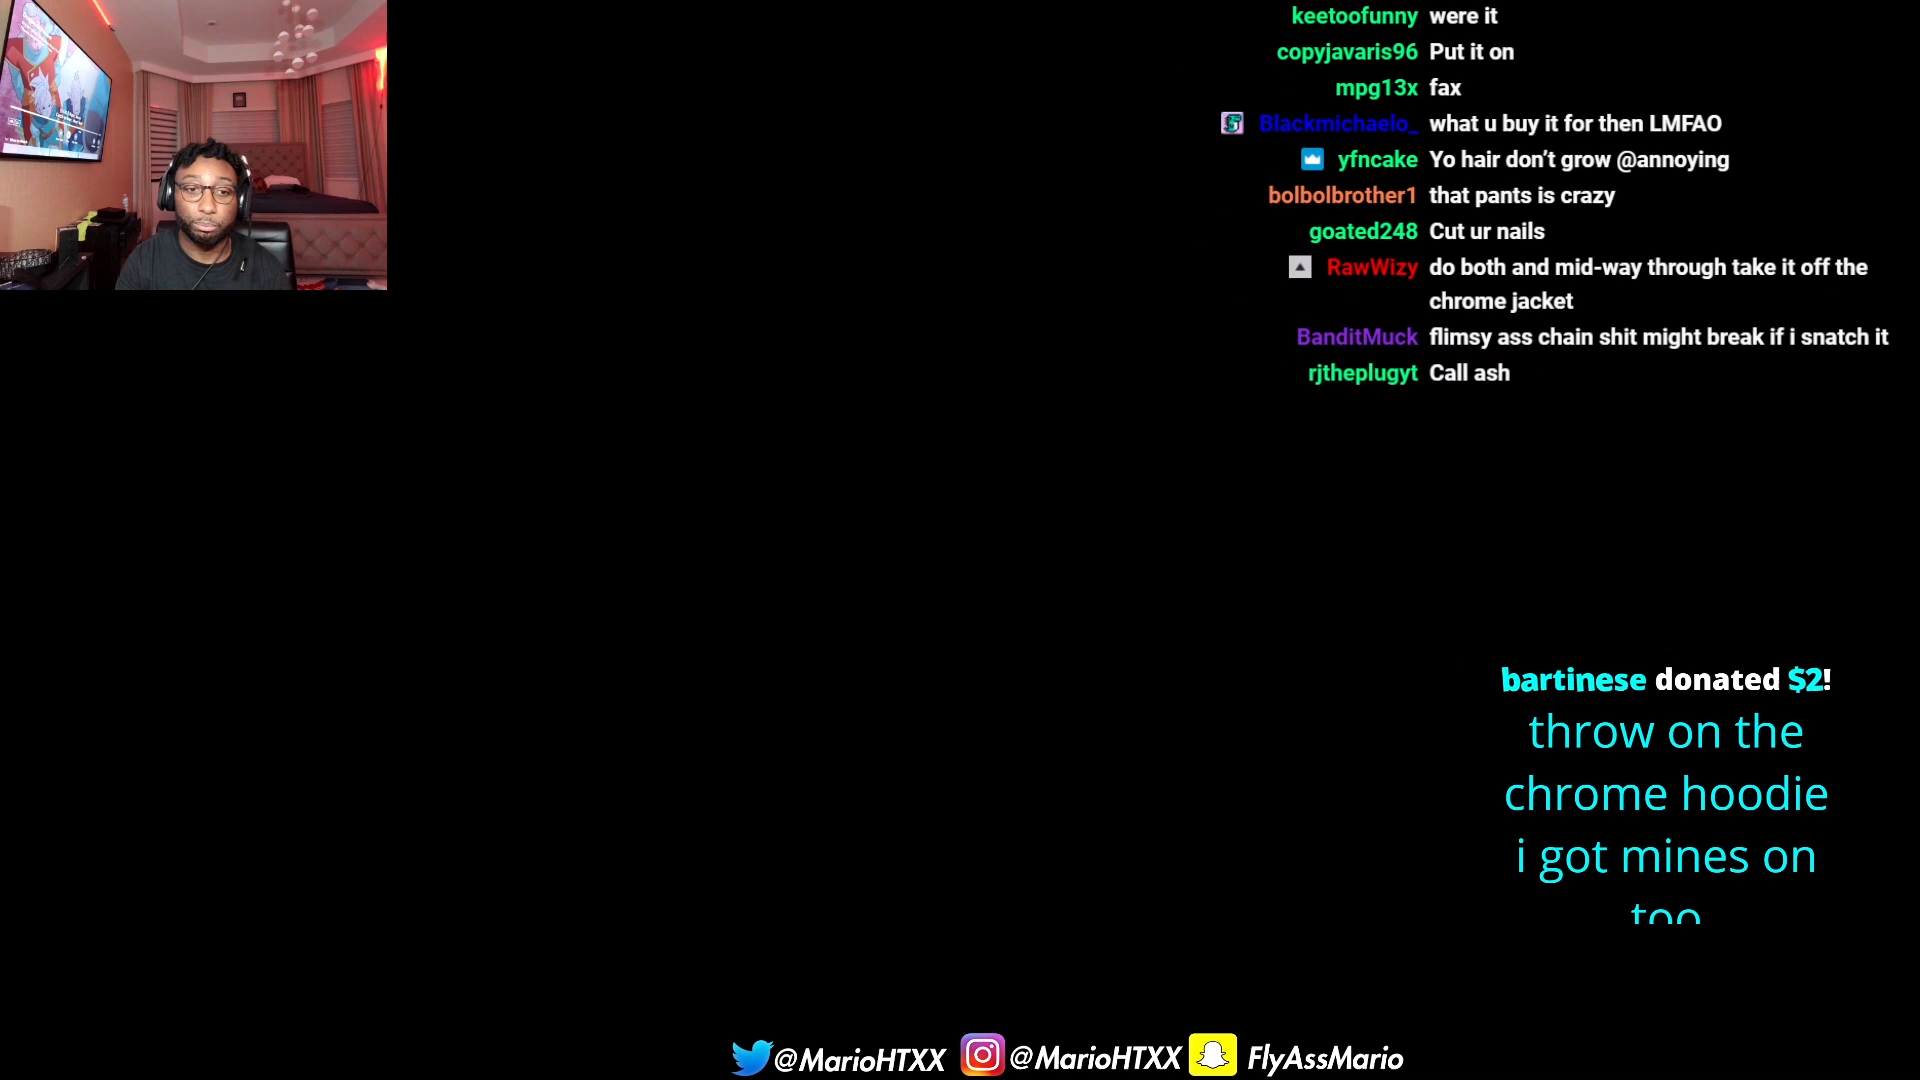 keetoofunny were it
copyjavaris96 Put it on
mpg13x fax
Blackmichaelo_ what u buy it for then LMFAO
yfncake Yo hair don’t grow @annoying
bolbolbrother1 that pants is crazy
goated248 Cut ur nails
RawWizy do both and mid-way through take it off the
chrome jacket
BanditMuck flimsy ass chain shit might break if i snatch it
rjtheplugyt Call ash
bartinese donated $2!
throw on the
chrome hoodie
i got mines on
too
@MarioHTXX @MarioHTXX FlyAssMario